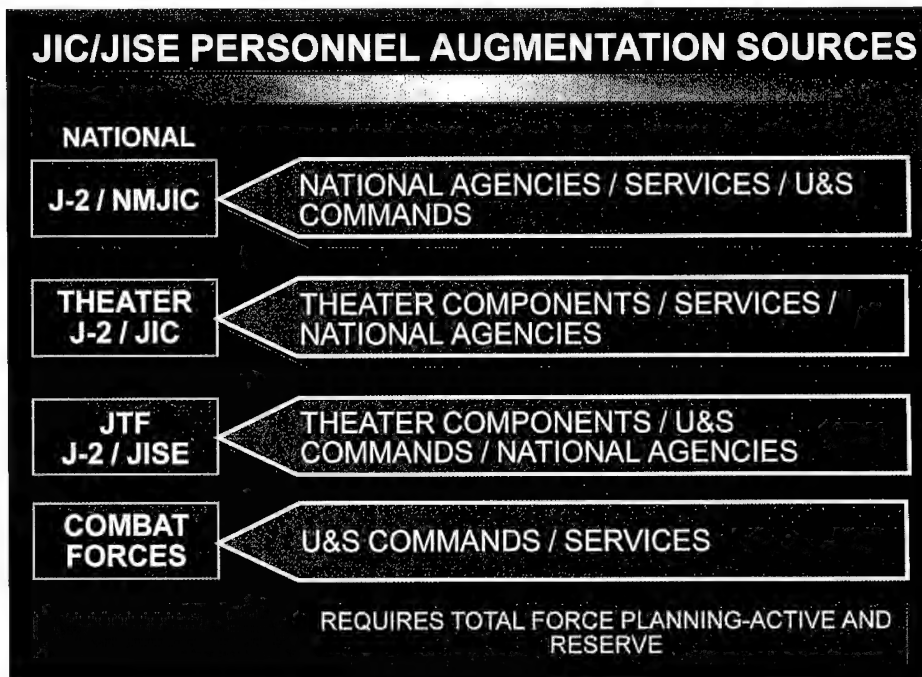 JIC/JISE PERSONNEL AUGMENTATION SOURCES
NATIONAL
J-2 / NMJIC
NATIONAL AGENCIES / SERVICES / U&S
COMMANDS
THEATER
J-2 / JIC
THEATER COMPONENTS / SERVICES /
NATIONAL AGENCIES
JTF
J-2 / JISE
THEATER COMPONENTS / U&S
COMMANDS / NATIONAL AGENCIES
COMBAT
FORCES
U&S COMMANDS / SERVICES
REQUIRES TOTAL FORCE PLANNING-ACTIVE AND
RESERVE